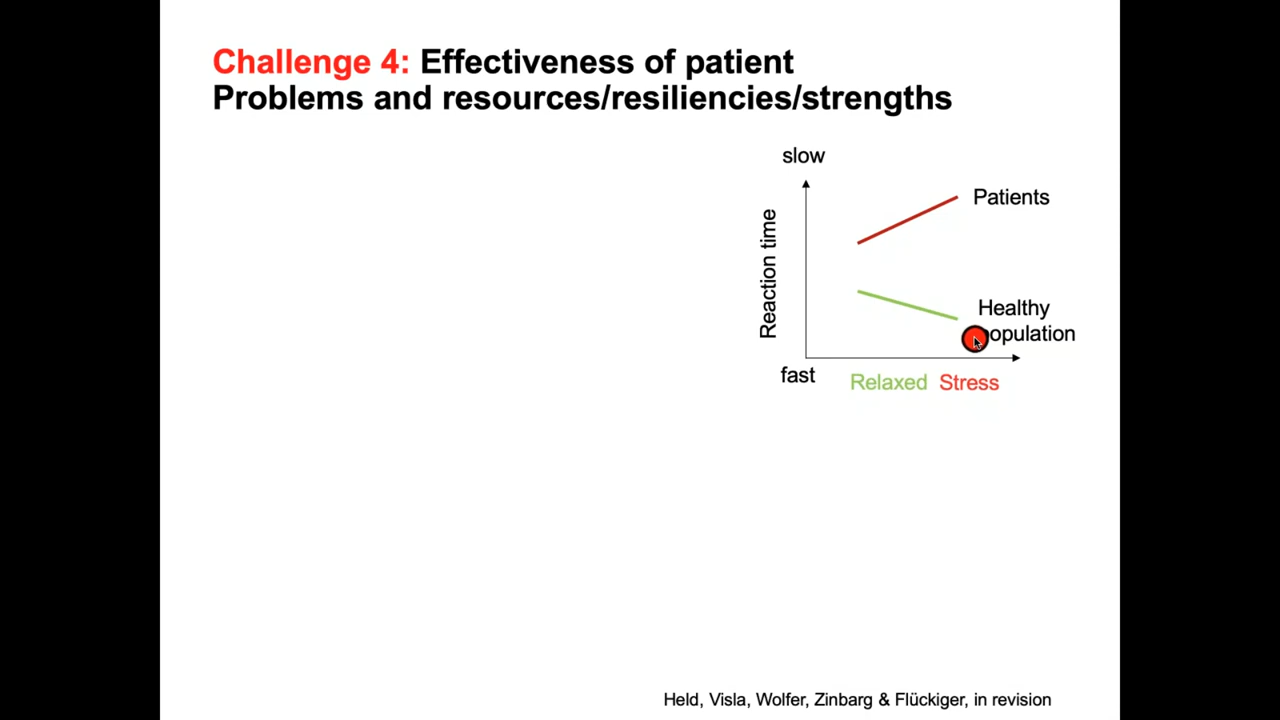 Challenge 4: Effectiveness of patient
Problems and resources/resiliencies/strengths
slow
Patients
Reaction time
Healthy
opulation
fast
Relaxed Stress
Held, Visla, Wolfer, Zinbarg & Flückiger, in revision